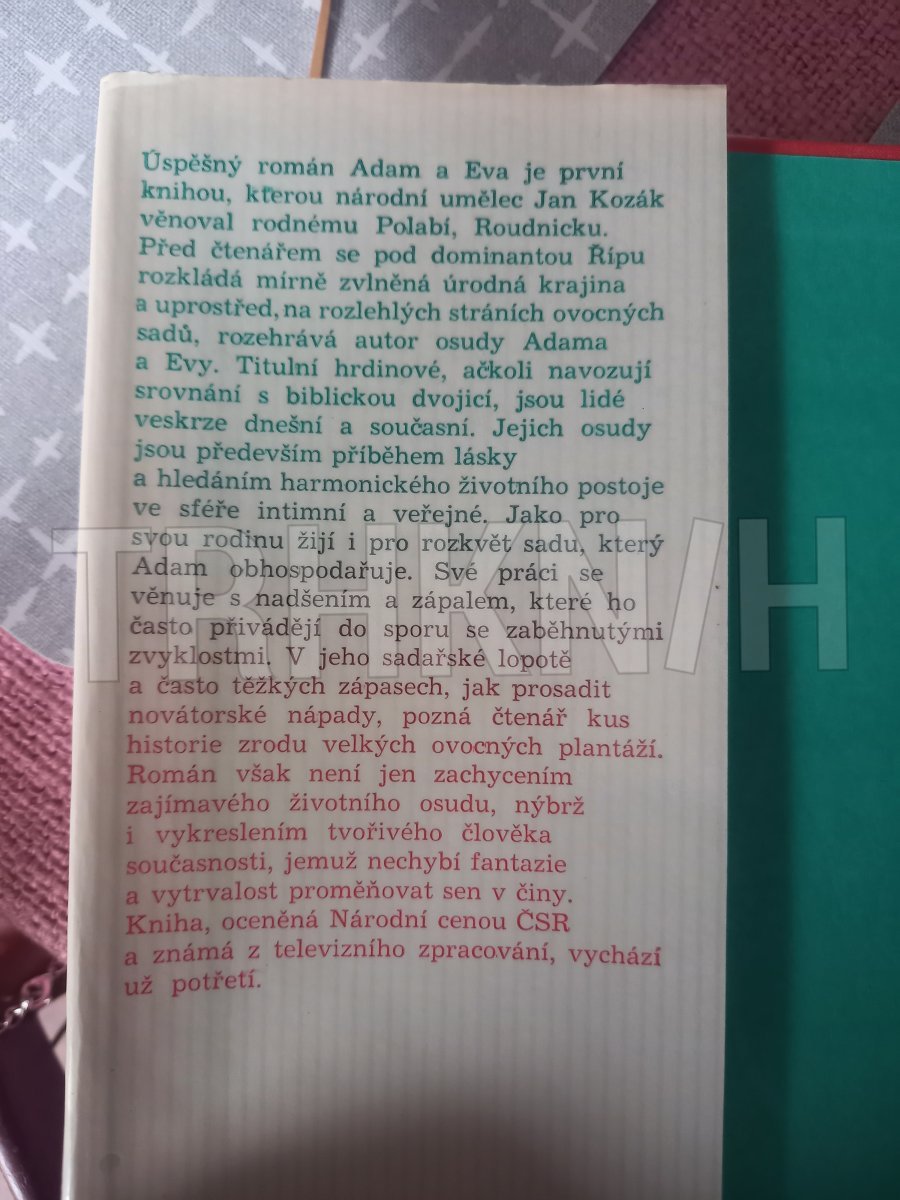 Úspěšný román Adam a Eva je první
knihou, kterou národní umělec Jan Kozák
věnoval rodnému Polabí, Roudnicku.
Před čtenářem se pod dominantou Řípu
rozkládá mírně zvlněná úrodná krajina
a uprostřed, na rozlehlých stráních ovocných
sadů, rozehrává autor osudy Adama
a Evy. Titulní hrdinové, ačkoli navozují
srovnání s biblickou dvojicí, jsou lidé
veskrze dnešní a současní. Jejich osudy
jsou především příběhem lásky
a hledáním harmonického životního postoje
ve sféře intimní a veřejné. Jako pro
svou rodinu žijí i pro rozkvět sadu, který
Adam obhospodařuje. Své práci se
věnuje s nadšením a zápalem, které ho
často přivádějí do sporu se zaběhnutými
zvyklostmi. V jeho sadařské lopotě
a často těžkých zápasech, jak prosadit
novátorské nápady, pozná čtenář kus
historie zrodu velkých ovocných plantáží.
Román však není jen zachycením
zajímavého životního osudu, nýbrž
i vykreslením tvořivého člověka
současnosti, jemuž nechybí fantazie
a vytrvalost proměňovat sen v činy.
Kniha, oceněná Národní cenou ČSR
a známá z televizního zpracování, vychází
už potřetí.
TRHKNIH